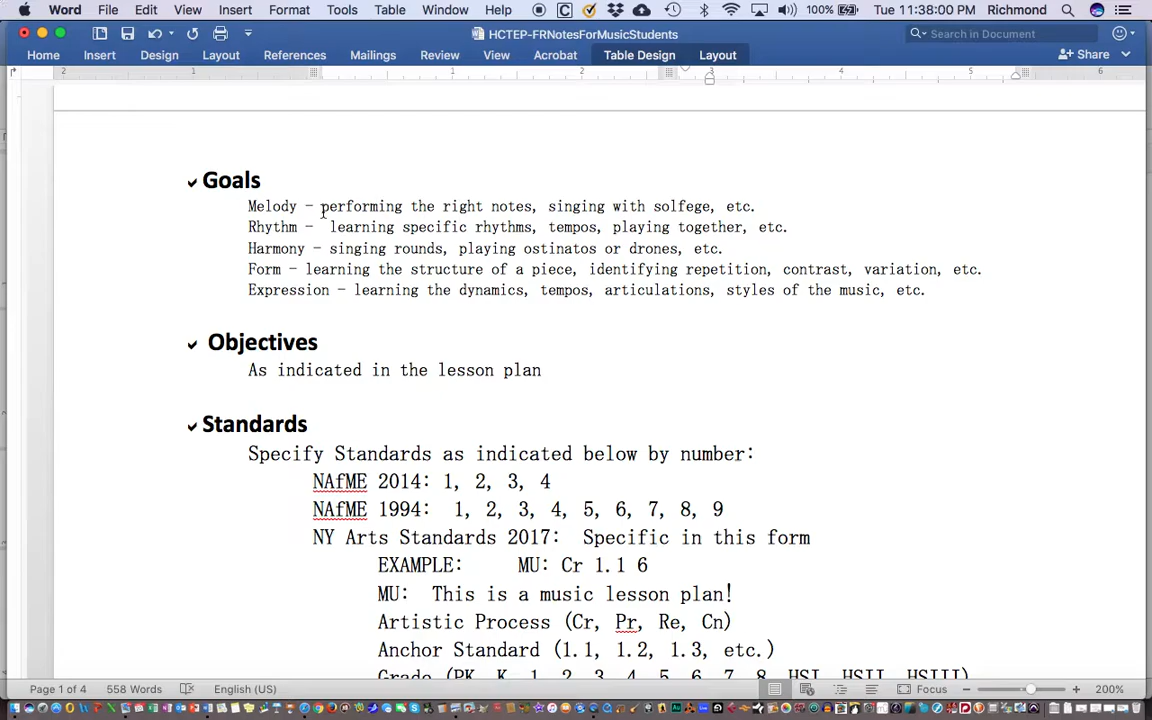 Word File Edit View Insert Format Tools Table Window Help 100% Tue 11:38:00 PM Richmond
HCTEP-FRNotesForMusicStudents
Search in Document
Home Insert Design Layout References Mailings Review View Acrobat Table Design Layout Share
2 1 1 2 3 4 5 6
Goals
Melody – performing the right notes, singing with solfege, etc.
Rhythm – learning specific rhythms, tempos, playing together, etc.
Harmony – singing rounds, playing ostinatos or drones, etc.
Form – learning the structure of a piece, identifying repetition, contrast, variation, etc.
Expression – learning the dynamics, tempos, articulations, styles of the music, etc.
Objectives
As indicated in the lesson plan
Standards
Specify Standards as indicated below by number:
NAfME 2014: 1, 2, 3, 4
NAfME 1994: 1, 2, 3, 4, 5, 6, 7, 8, 9
NY Arts Standards 2017: Specific in this form
EXAMPLE: MU: Cr 1.1 6
MU: This is a music lesson plan!
Artistic Process (Cr, Pr, Re, Cn)
Anchor Standard (1.1, 1.2, 1.3, etc.)
Grade (PK, K, 1, 2, 3, 4, 5, 6, 7, 8, HSI, HSII, HSIII)
Page 1 of 4 558 Words English (US) Focus 200%